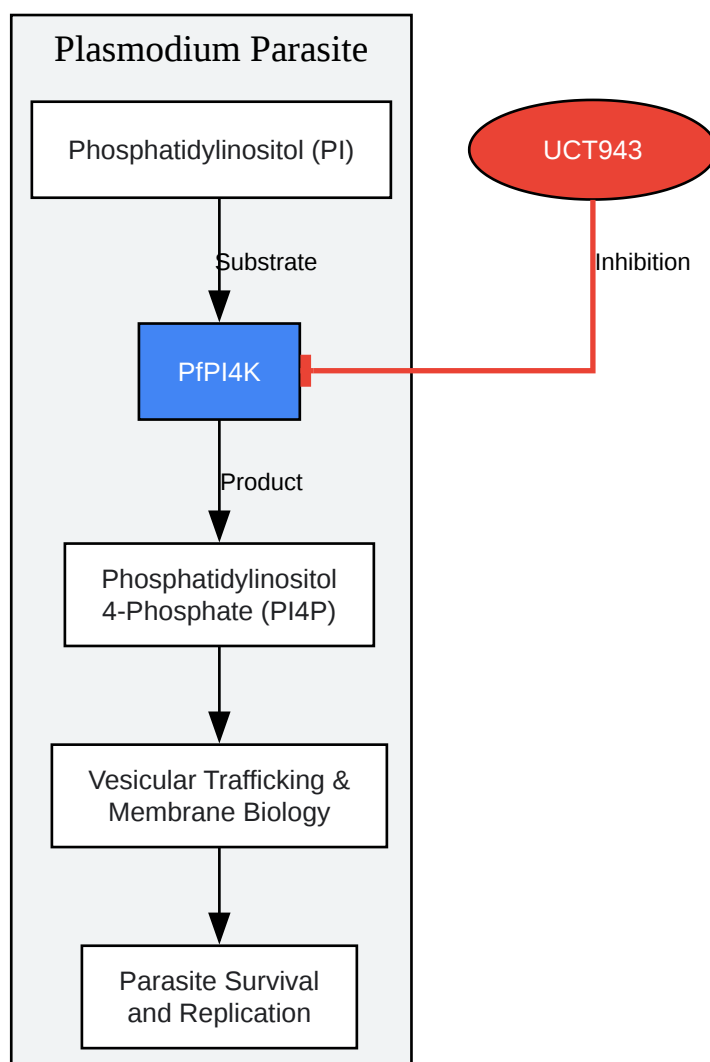 Plasmodium Parasite
Phosphatidylinositol (PI)
UCT943
Substrate
Inhibition
PfPI4K
Product
Phosphatidylinositol
4-Phosphate (PI4P)
Vesicular Trafficking &
Membrane Biology
Parasite Survival
and Replication